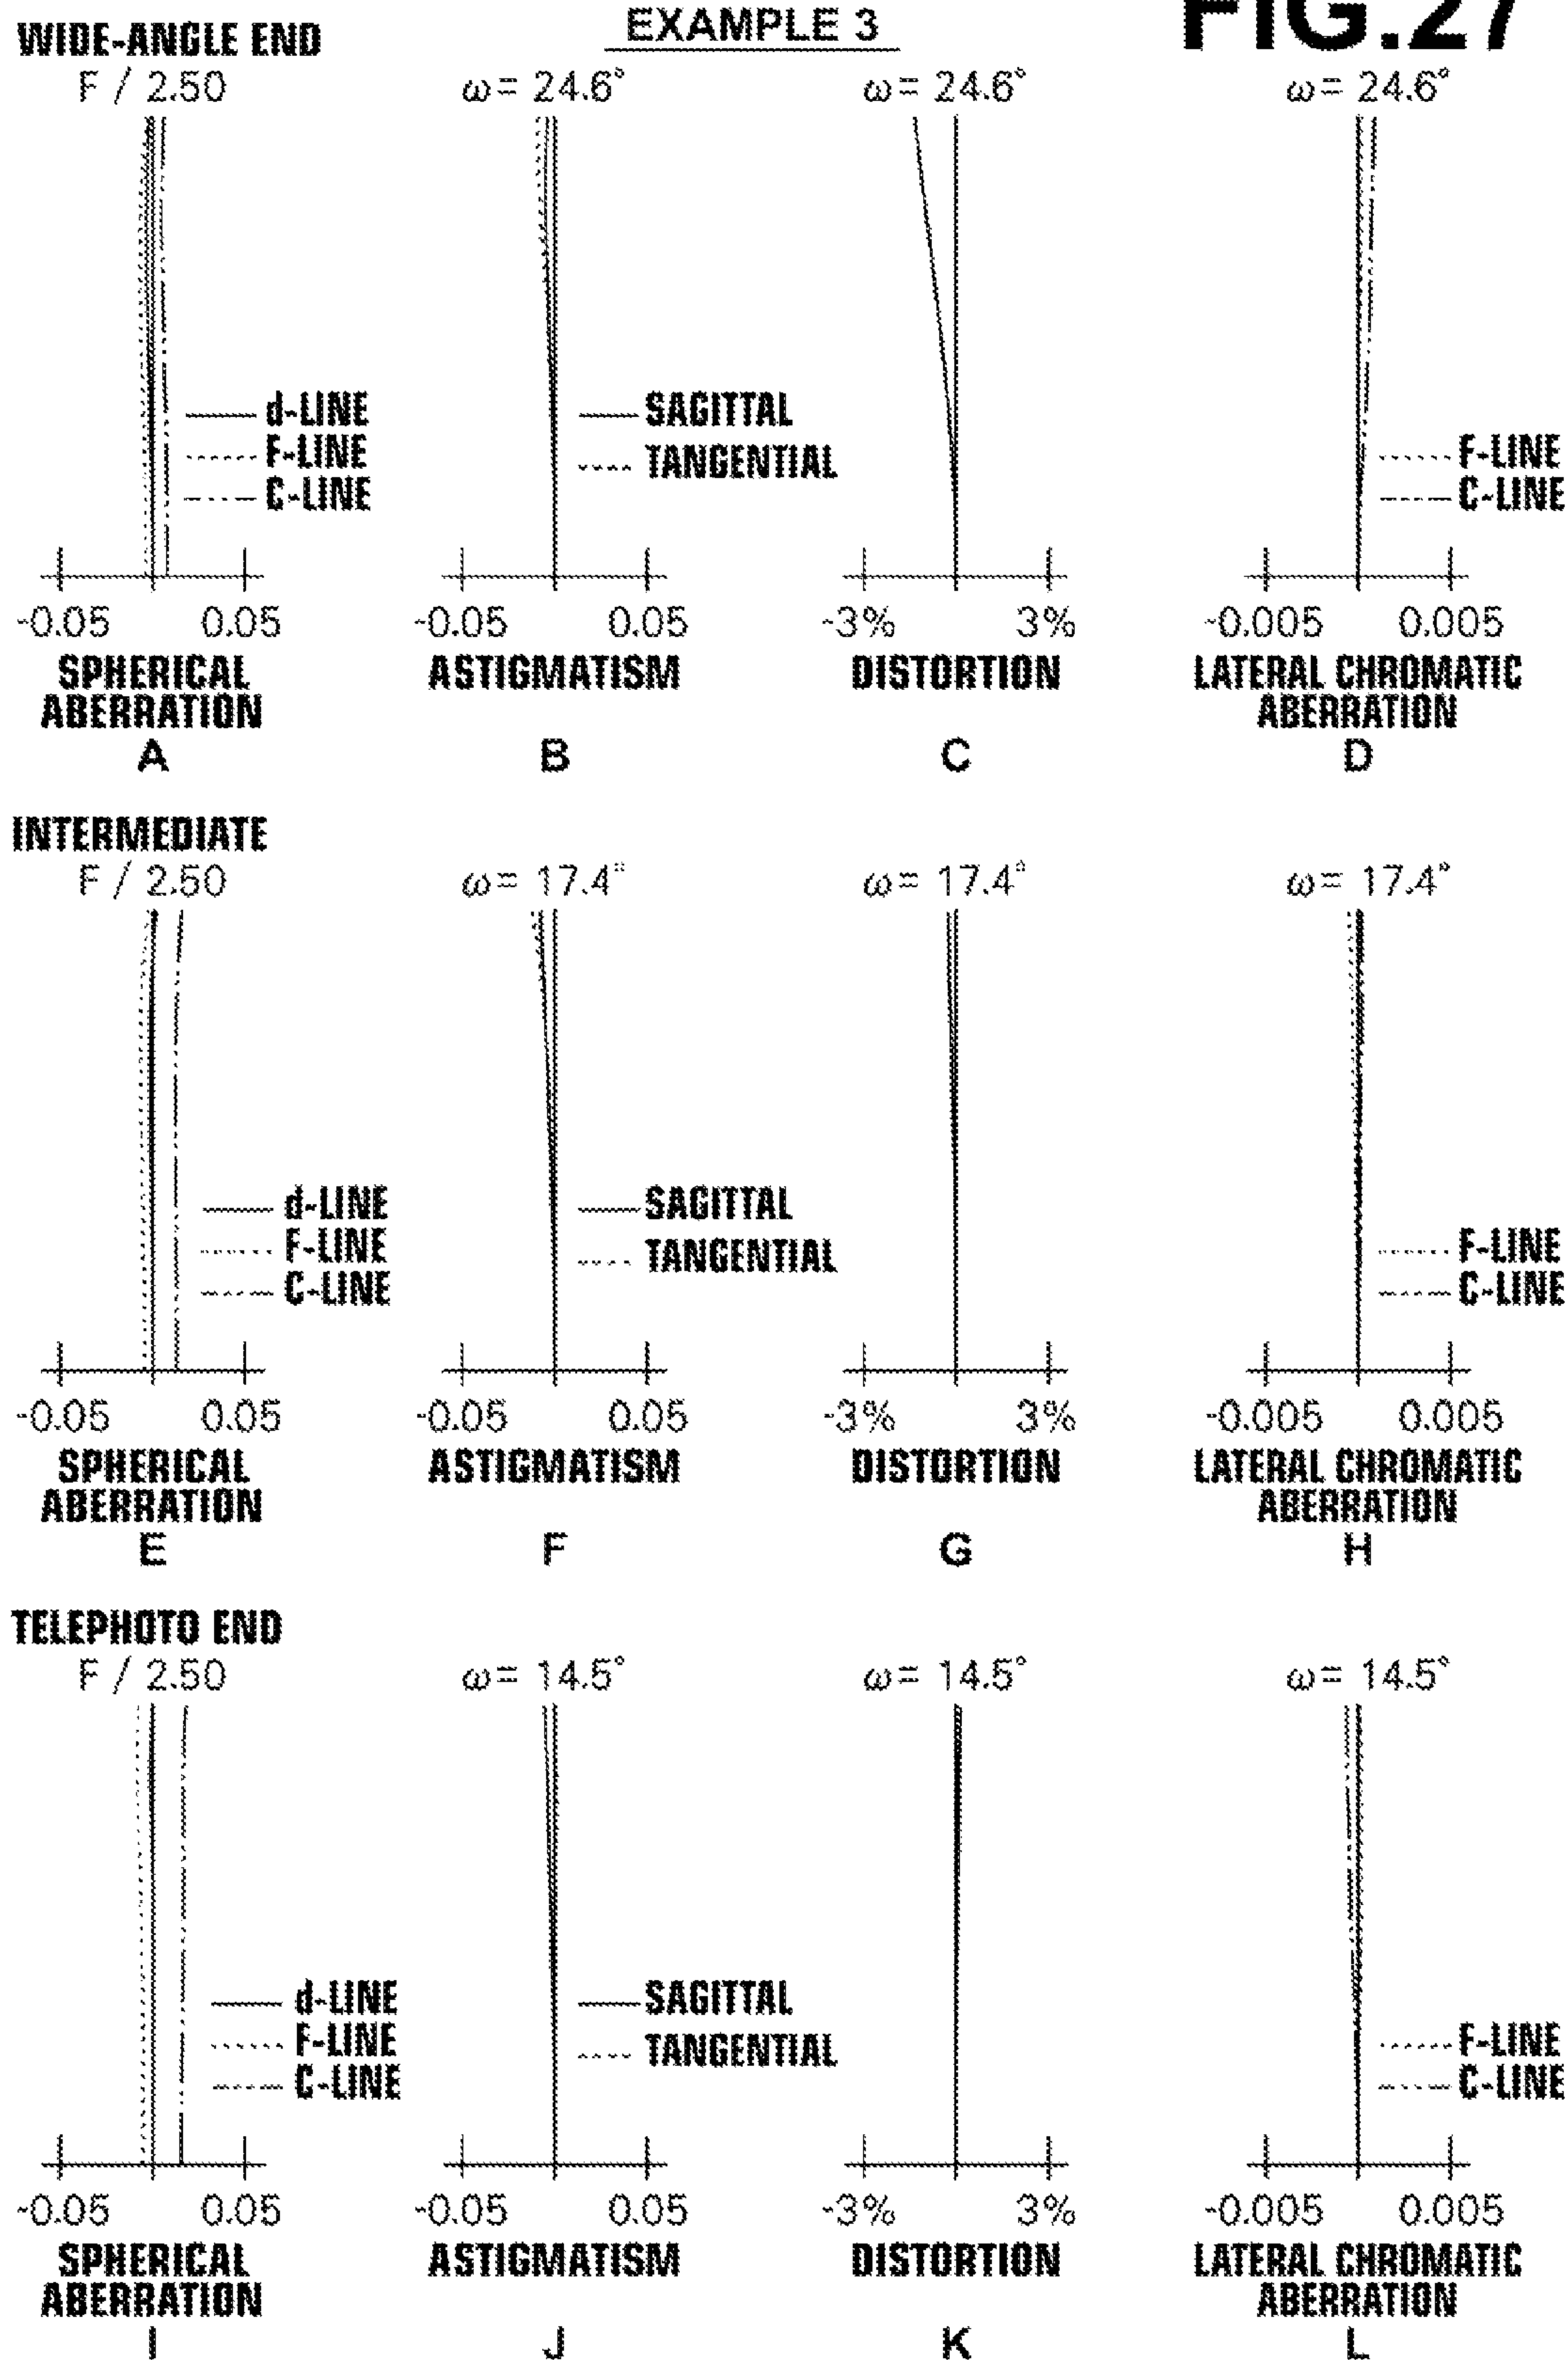 EXAMPLE 3
FIG.27
WIDE-ANGLE END
F / 2.50
ω= 24.6°
ω= 24.6°
ω= 24.6°
d-LINE
F-LINE
C-LINE
SAGITTAL
TANGENTIAL
F-LINE
C-LINE
-0.05 0.05
-0.05 0.05
-3% 3%
-0.005 0.005
SPHERICAL
ABERRATION
ASTIGMATISM
DISTORTION
LATERAL CHROMATIC
ABERRATION
A
B
C
D
INTERMEDIATE
F / 2.50
ω= 17.4°
ω= 17.4°
ω= 17.4°
d-LINE
F-LINE
C-LINE
SAGITTAL
TANGENTIAL
F-LINE
C-LINE
-0.05 0.05
-0.05 0.05
-3% 3%
-0.005 0.005
SPHERICAL
ABERRATION
ASTIGMATISM
DISTORTION
LATERAL CHROMATIC
ABERRATION
E
F
G
H
TELEPHOTO END
F / 2.50
ω= 14.5°
ω= 14.5°
ω= 14.5°
d-LINE
F-LINE
C-LINE
SAGITTAL
TANGENTIAL
F-LINE
C-LINE
-0.05 0.05
-0.05 0.05
-3% 3%
-0.005 0.005
SPHERICAL
ABERRATION
ASTIGMATISM
DISTORTION
LATERAL CHROMATIC
ABERRATION
I
J
K
L